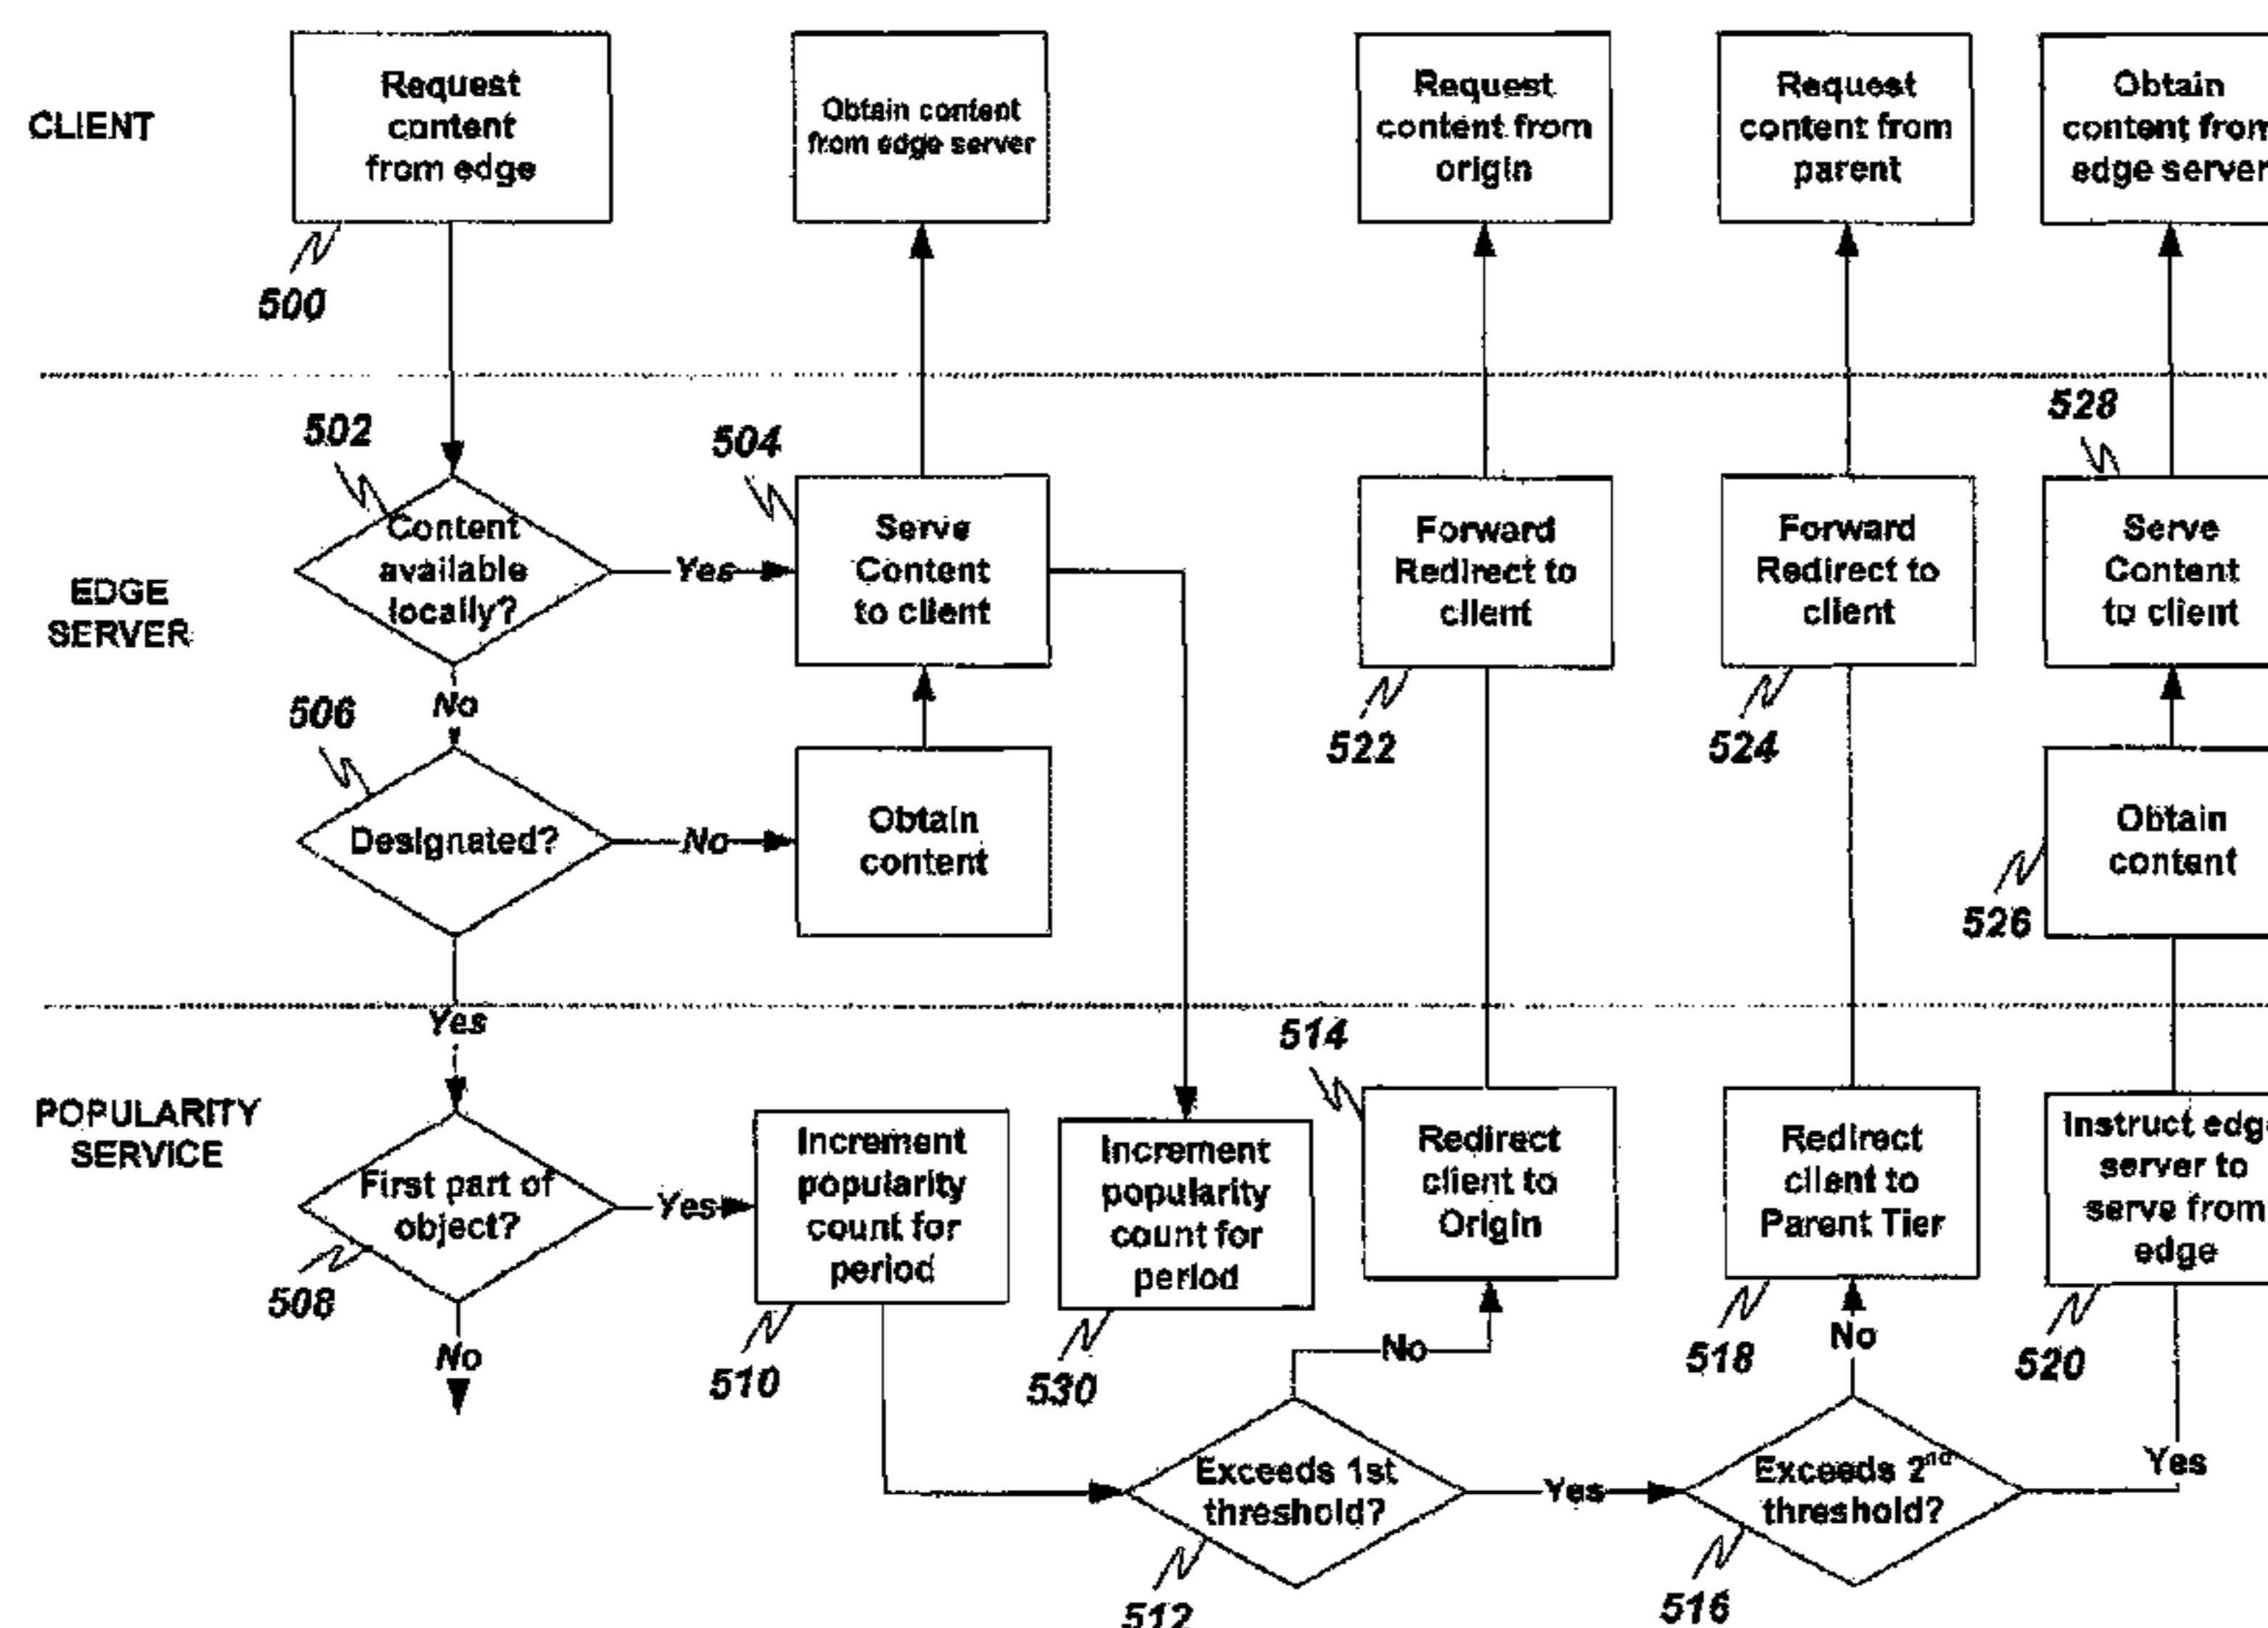 CLIENT
Request
content
from edge
500
Obtain content
from edge server
Request
content from
origin
Request
content from
parent
Obtain
content from
edge server
EDGE
SERVER
502
Content
available
locally?
Yes
504
Serve
Content
to client
Forward
Redirect to
client
522
Forward
Redirect to
client
524
528
Serve
Content
to client
No
506
Designated?
No
Obtain
content
Obtain
content
526
Yes
POPULARITY
SERVICE
First part of
object?
508
Yes
No
Increment
popularity
count for
period
510
Increment
popularity
count for
period
530
514
Redirect
client to
Origin
Redirect
client to
Parent Tier
518
Instruct edge
server to
serve from
edge
520
No
No
Exceeds 1st
threshold?
512
Yes
Exceeds 2nd
threshold?
516
Yes